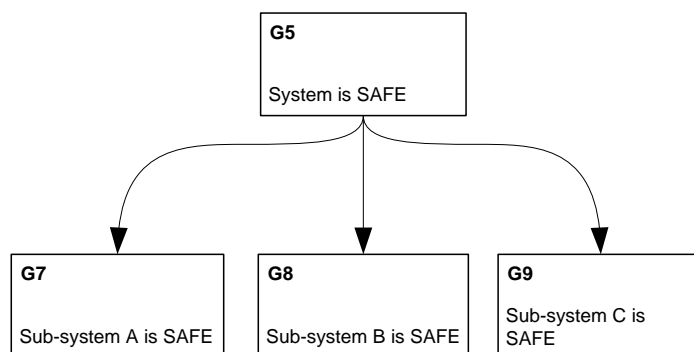 G5
System is SAFE
G7
Sub-system A is SAFE
G8
Sub-system B is SAFE
G9
Sub-system C is
SAFE